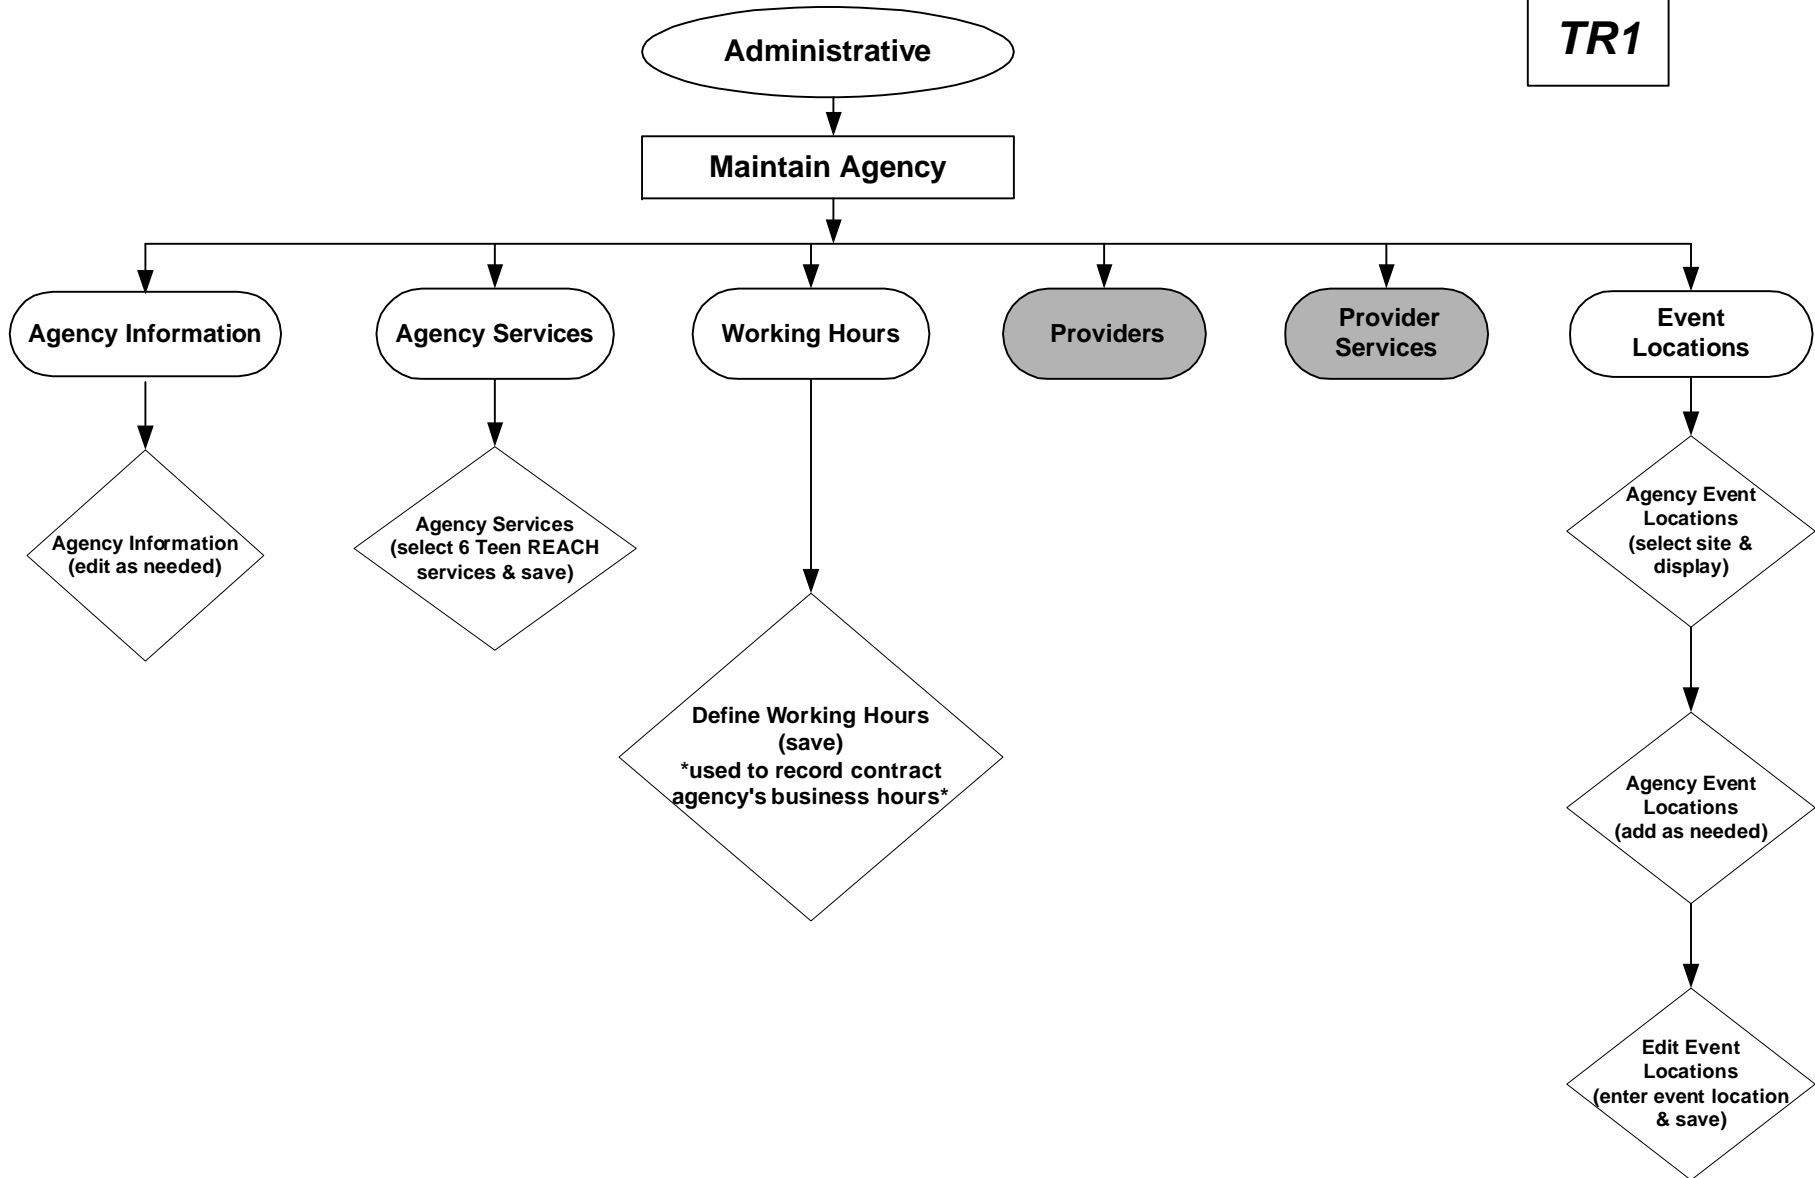 Administrative
TR1
Maintain Agency
Agency Information
Agency Services
Working Hours
Providers
Provider
Services
Event
Locations
Agency Information
(edit as needed)
Agency Services
(select 6 Teen REACH
services & save)
Define Working Hours
(save)
*used to record contract
agency's business hours*
Agency Event
Locations
(select site &
display)
Agency Event
Locations
(add as needed)
Edit Event
Locations
(enter event location
& save)